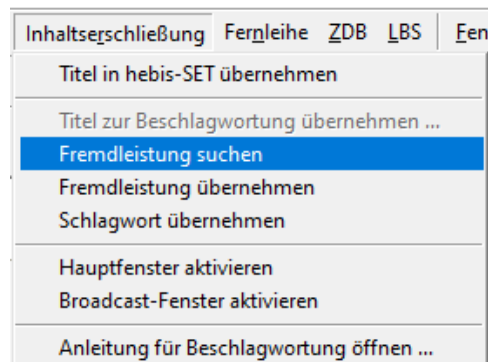 Inhaltserschließung Fernleihe ZDB LBS Fen
Titel in hebis-SET übernehmen
Titel zur Beschlagwortung übernehmen ...
Fremdleistung suchen
Fremdleistung übernehmen
Schlagwort übernehmen
Hauptfenster aktivieren
Broadcast-Fenster aktivieren
Anleitung für Beschlagwortung öffnen ...